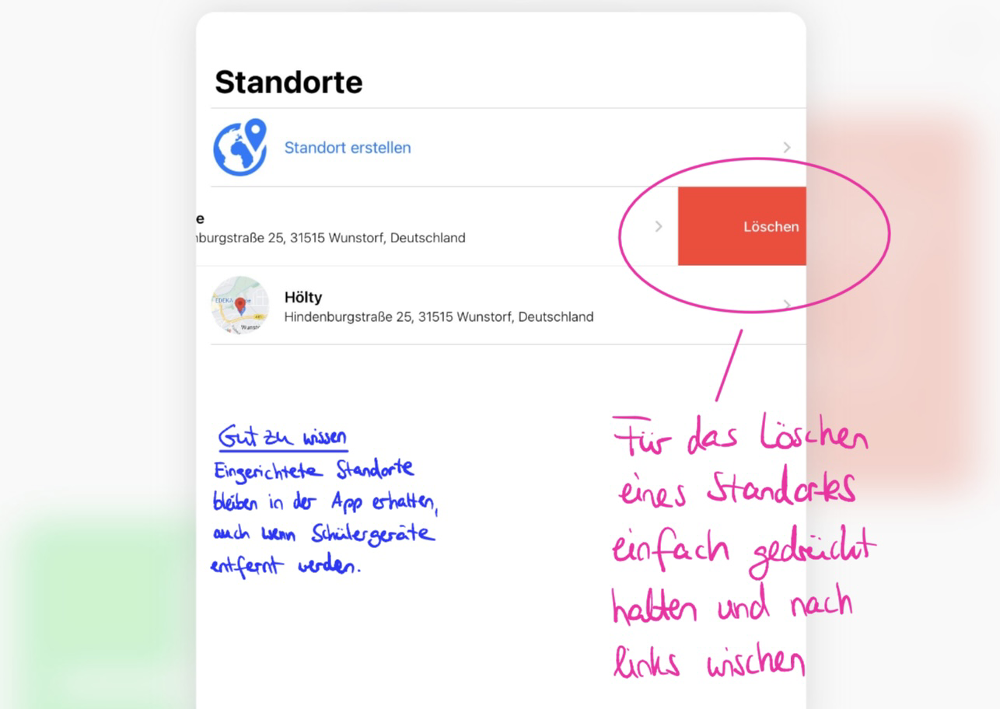 Standorte
Standort erstellen
e
nburgstraße 25, 31515 Wunstorf, Deutschland
Löschen
EDEKA
Wunsto
Hölty
Hindenburgstraße 25, 31515 Wunstorf, Deutschland
Gut zu wissen
Eingerichtete Standorte
bleiben in der App erhalten,
auch wenn Schülergeräte
entfernt werden.
Für das Löschen
eines Standortes
einfach gedrückt
halten und nach
links wischen